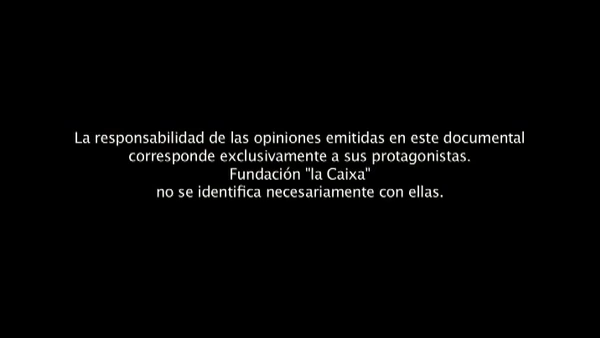 La responsabilidad de las opiniones emitidas en este documental
corresponde exclusivamente a sus protagonistas.
Fundación "la Caixa"
no se identifica necesariamente con ellas.